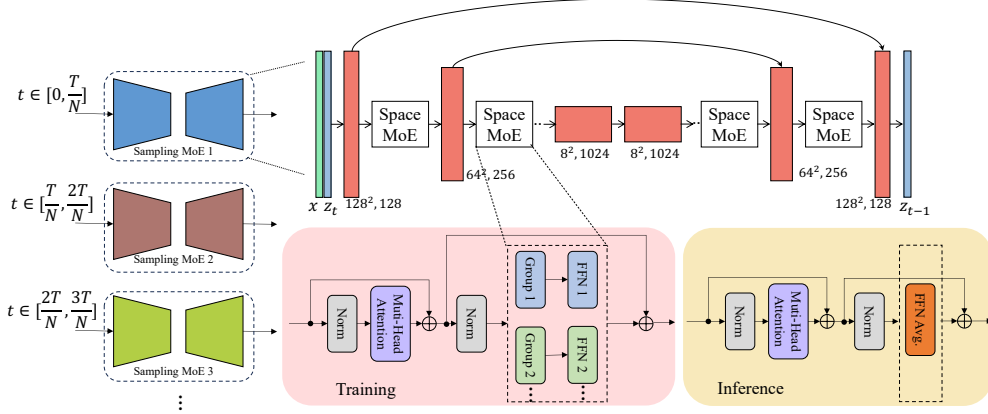 t ∈ [0, T/N]
Sampling MoE 1
t ∈ [T/N, 2T/N]
Sampling MoE 2
t ∈ [2T/N, 3T/N]
Sampling MoE 3
⋮
x z_t
128², 128
Space
MoE
64², 256
Space
MoE
...
8², 1024
8², 1024
...
Space
MoE
64², 256
Space
MoE
128², 128
z_{t−1}
Norm
Muti-Head
Attention
Norm
Group 1
FFN 1
Group 2
FFN 2
⋮ ⋮
Training
Norm
Muti-Head
Attention
Norm
FFN Avg.
Inference